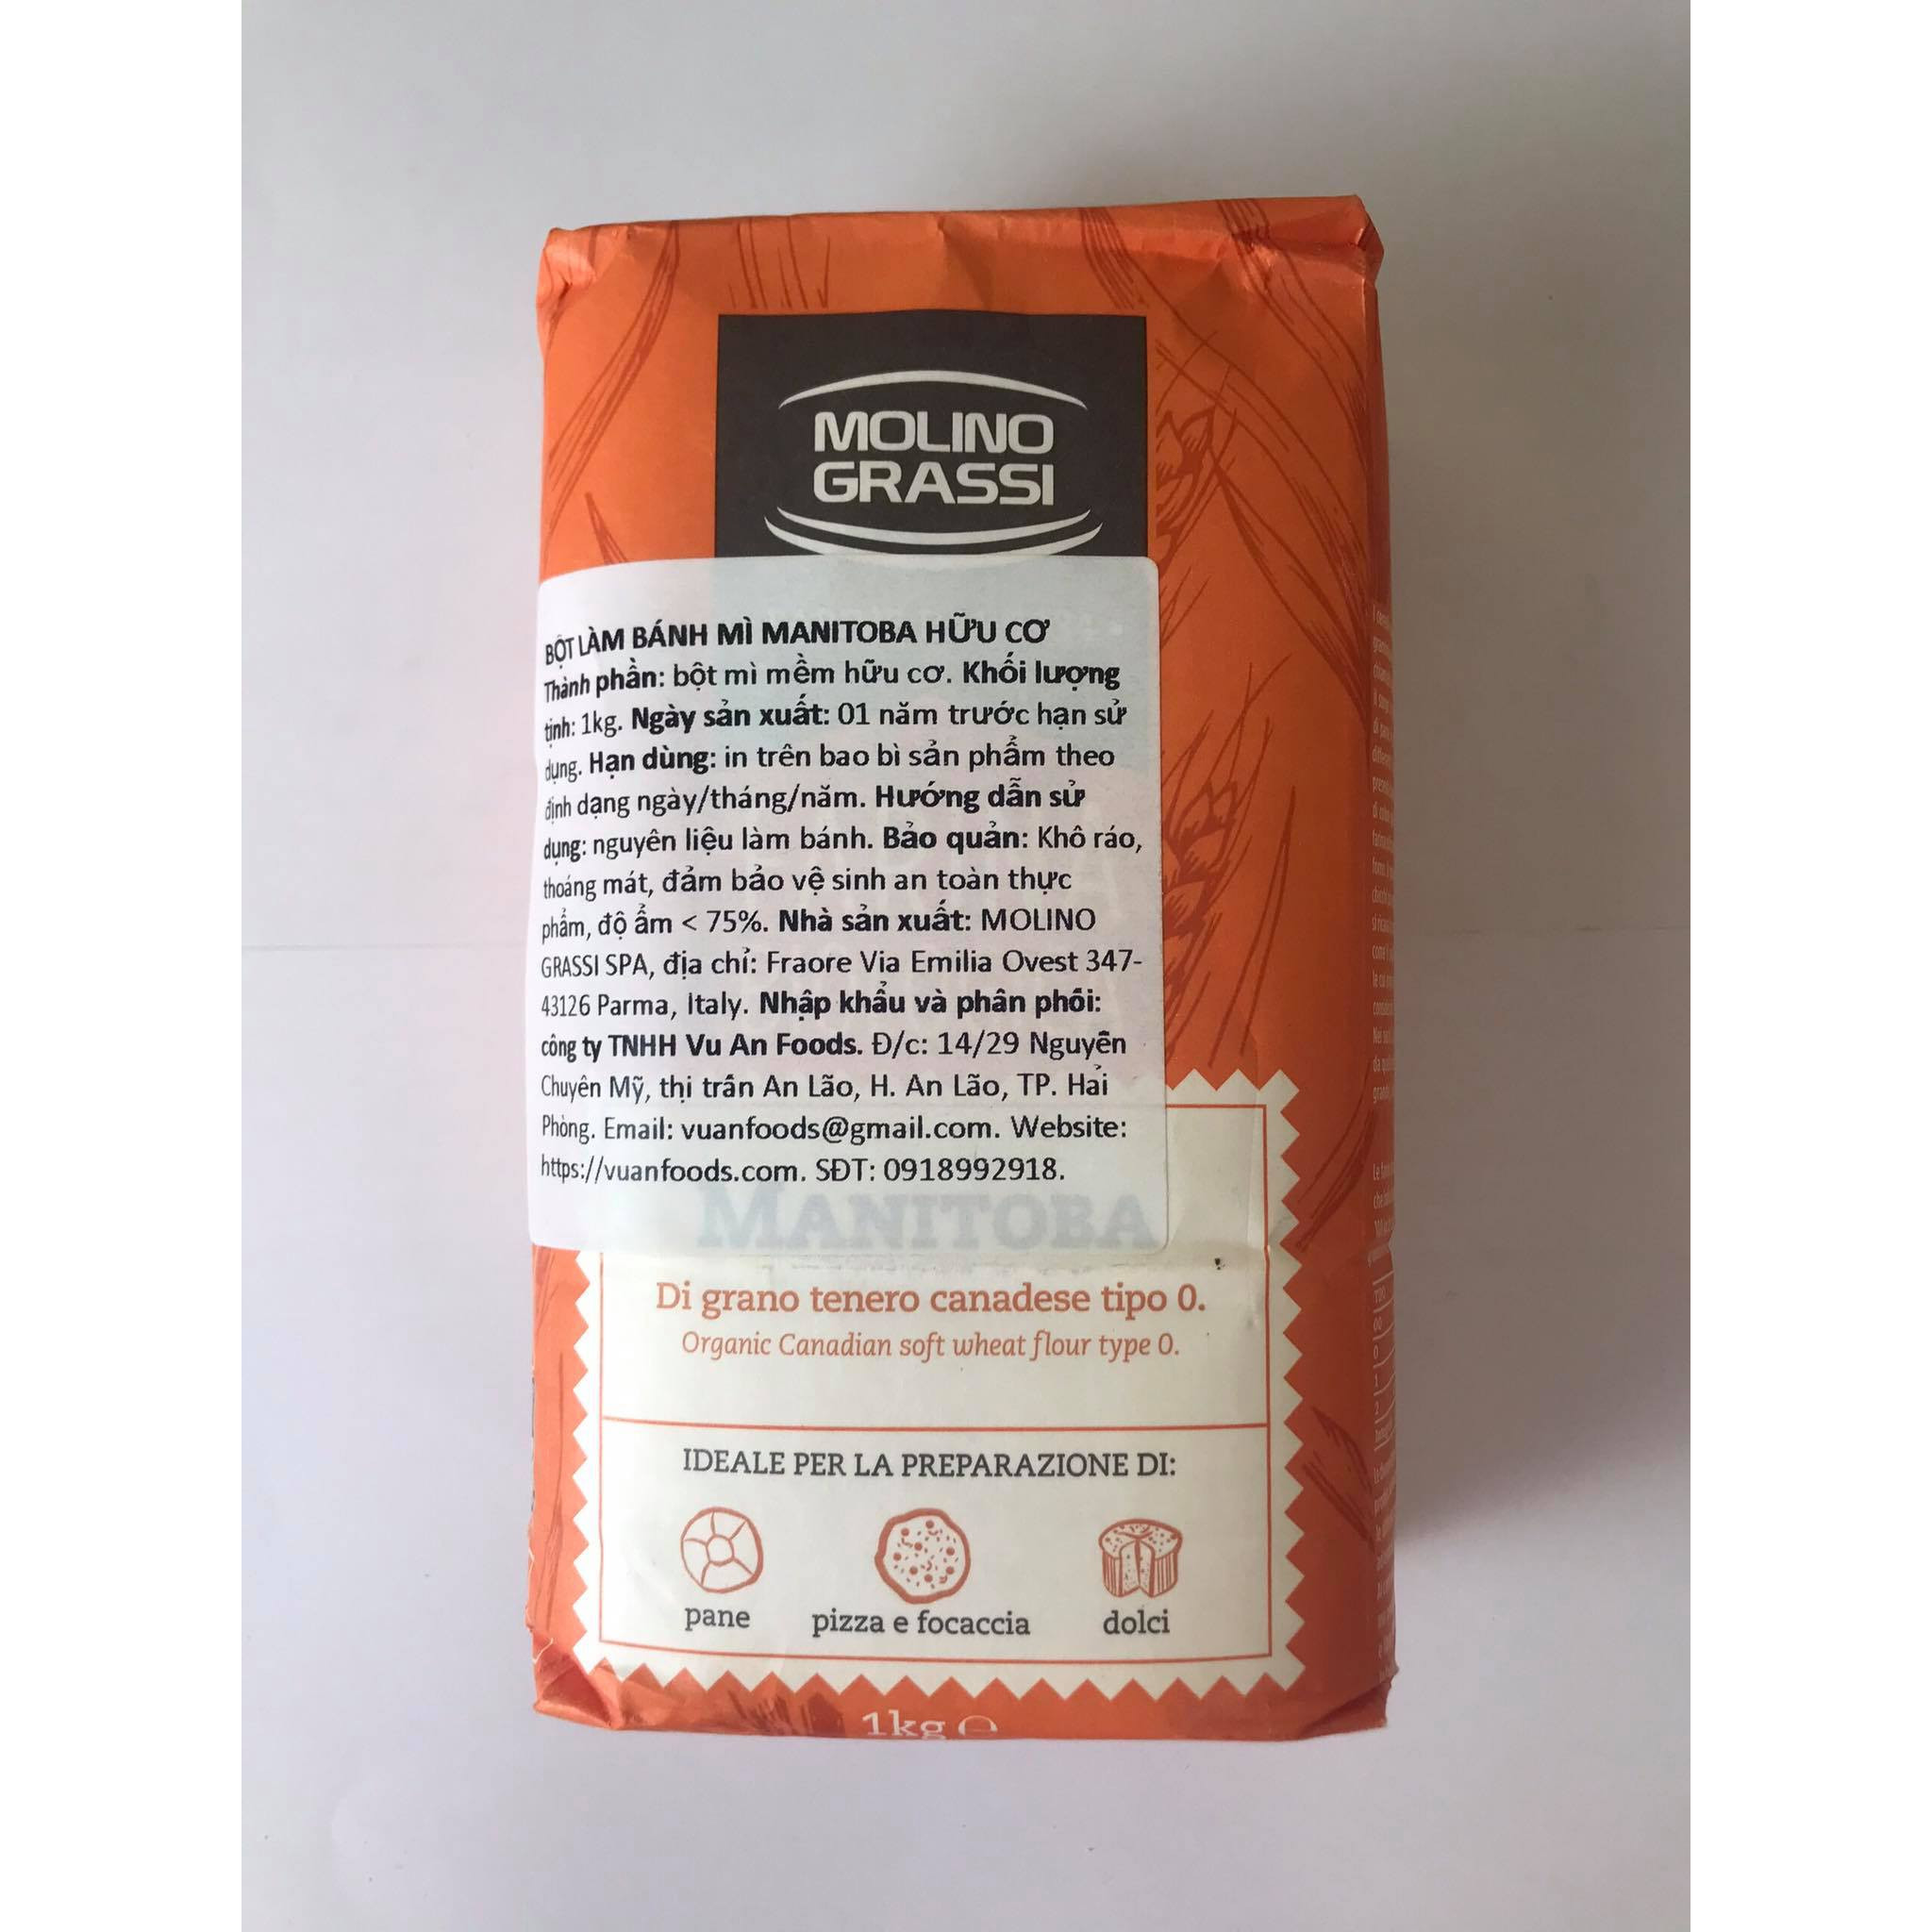 MOLINO
GRASSI
BỘT LÀM BÁNH MÌ MANITOBA HỮU CƠ
Thành phần: bột mì mềm hữu cơ. Khối lượng
tịnh: 1kg. Ngày sản xuất: 01 năm trước hạn sử
dụng. Hạn dùng: in trên bao bì sản phẩm theo
định dạng ngày/tháng/năm. Hướng dẫn sử
dụng: nguyên liệu làm bánh. Bảo quản: Khô ráo,
thoáng mát, đảm bảo vệ sinh an toàn thực
phẩm, độ ẩm < 75%. Nhà sản xuất: MOLINO
GRASSI SPA, địa chỉ: Fraore Via Emilia Ovest 347-
43126 Parma, Italy. Nhập khẩu và phân phối:
công ty TNHH Vu An Foods. Đ/c: 14/29 Nguyễn
Chuyên Mỹ, thị trấn An Lão, H. An Lão, TP. Hải
Phòng. Email: vuanfoods@gmail.com. Website:
https://vuanfoods.com. SĐT: 0918992918.
MANITOBA
Di grano tenero canadese tipo 0.
Organic Canadian soft wheat flour type 0.
IDEALE PER LA PREPARAZIONE DI:
pane pizza e focaccia dolci
1kg ℮